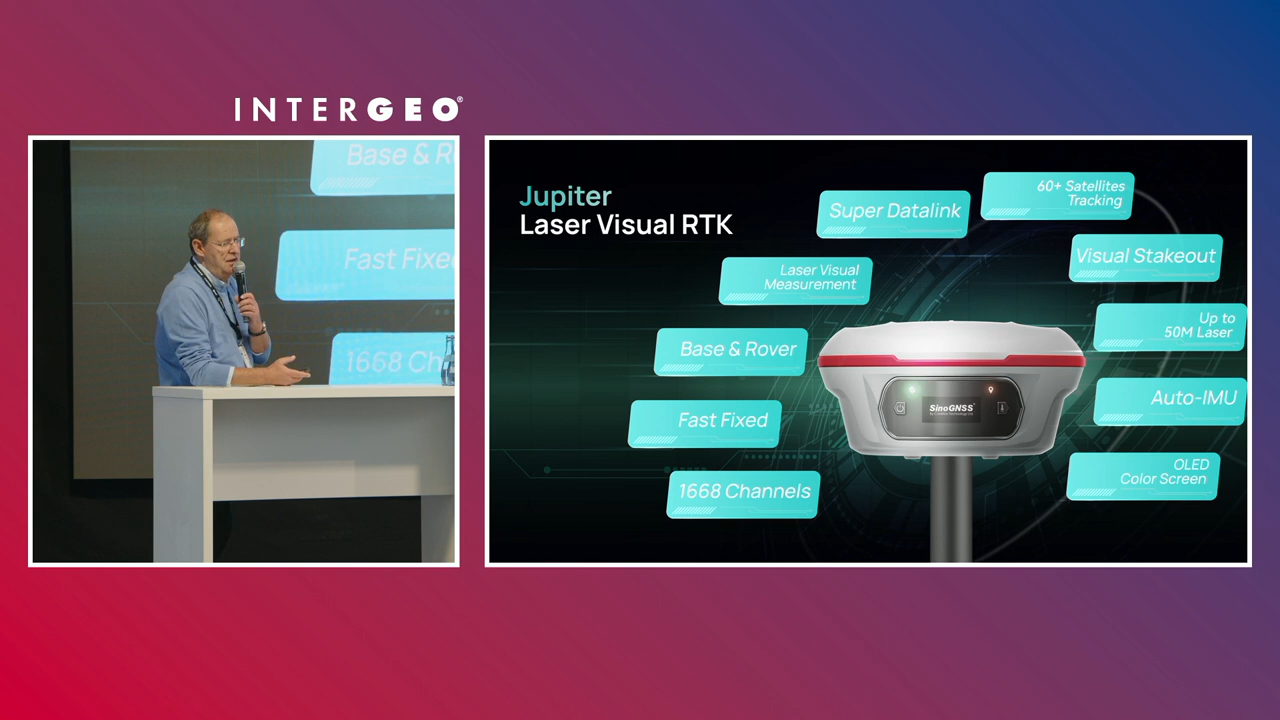 INTERGEO®
Base & R
Fast Fixe
1668 Ch
Jupiter
Laser Visual RTK
Super Datalink
60+ Satellites
Tracking
Laser Visual
Measurement
Visual Stakeout
Base & Rover
Up to
50M Laser
Fast Fixed
Auto-IMU
1668 Channels
OLED
Color Screen
SinoGNSS